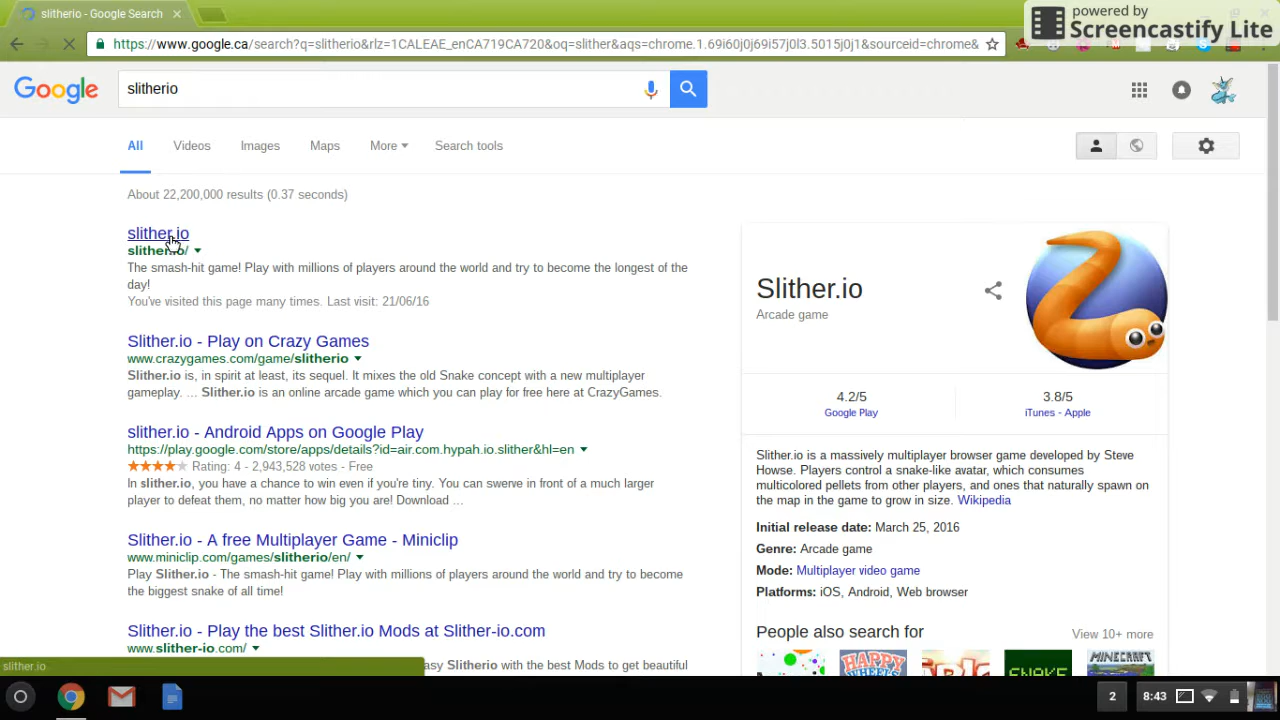 slitherio - Google Search
powered by
Screencastify Lite
https://www.google.ca/search?q=slitherio&rlz=1CALEAE_enCA719CA720&oq=slither&aqs=chrome.1.69i60j0j69i57j0l3.5015j0j1&sourceid=chrome&
Google
slitherio
All Videos Images Maps More Search tools
About 22,200,000 results (0.37 seconds)
slither.io
slither.io/
The smash-hit game! Play with millions of players around the world and try to become the longest of the
day!
You've visited this page many times. Last visit: 21/06/16
Slither.io - Play on Crazy Games
www.crazygames.com/game/slitherio
Slither.io is, in spirit at least, its sequel. It mixes the old Snake concept with a new multiplayer
gameplay. ... Slither.io is an online arcade game which you can play for free here at CrazyGames.
slither.io - Android Apps on Google Play
https://play.google.com/store/apps/details?id=air.com.hypah.io.slither&hl=en
Rating: 4 - 2,943,528 votes - Free
In slither.io, you have a chance to win even if you're tiny. You can swerve in front of a much larger
player to defeat them, no matter how big you are! Download ...
Slither.io - A free Multiplayer Game - Miniclip
www.miniclip.com/games/slitherio/en/
Play Slither.io - The smash-hit game! Play with millions of players around the world and try to become
the biggest snake of all time!
Slither.io - Play the best Slither.io Mods at Slither-io.com
www.slither-io.com/
easy Slitherio with the best Mods to get beautiful
slither.io
Slither.io
Arcade game
4.2/5
Google Play
3.8/5
iTunes - Apple
Slither.io is a massively multiplayer browser game developed by Steve
Howse. Players control a snake-like avatar, which consumes
multicolored pellets from other players, and ones that naturally spawn on
the map in the game to grow in size. Wikipedia
Initial release date: March 25, 2016
Genre: Arcade game
Mode: Multiplayer video game
Platforms: iOS, Android, Web browser
People also search for
View 10+ more
HAPPY
SNAKE
MINECRAFT
2
8:43